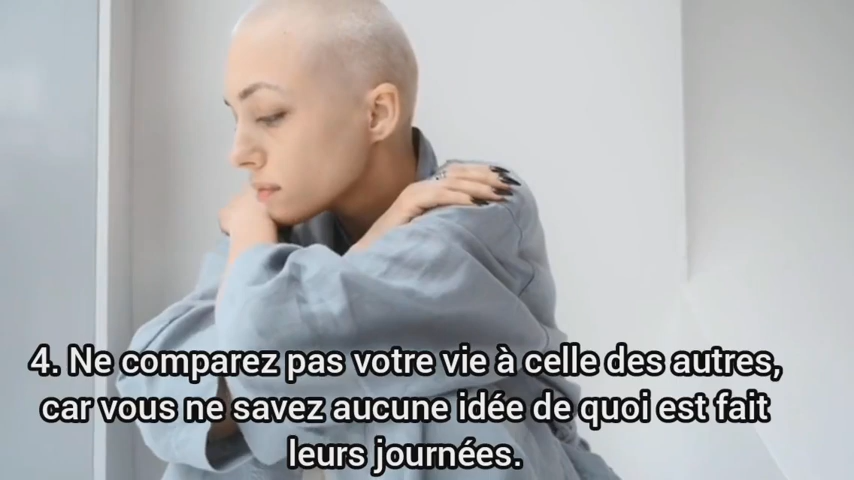 4. Ne comparez pas votre vie à celle des autres,
car vous ne savez aucune idée de quoi est fait
leurs journées.